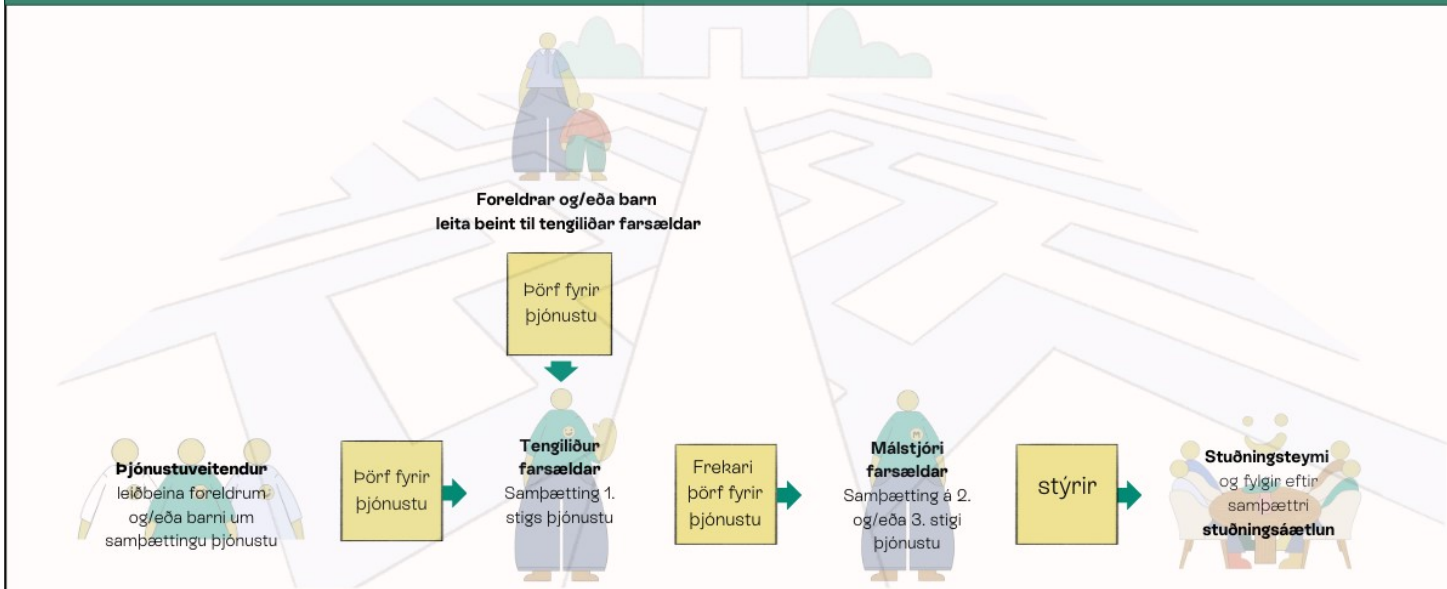 Foreldrar og/eða barn
leita beint til tengiliðar farsældar
Þörf fyrir
þjónustu
Þjónustuveitendur
leiðbeina foreldrum
og/eða barni um
samþættingu þjónustu
Þörf fyrir
þjónustu
Tengiliður
farsældar
Samþætting 1.
stigs þjónustu
Frekari
þörf fyrir
þjónustu
Málstjóri
farsældar
Samþætting á 2.
og/eða 3. stigi
þjónustu
stýrir
Stuðningsteymi
og fylgir eftir
samþættri
stuðningsáætlun